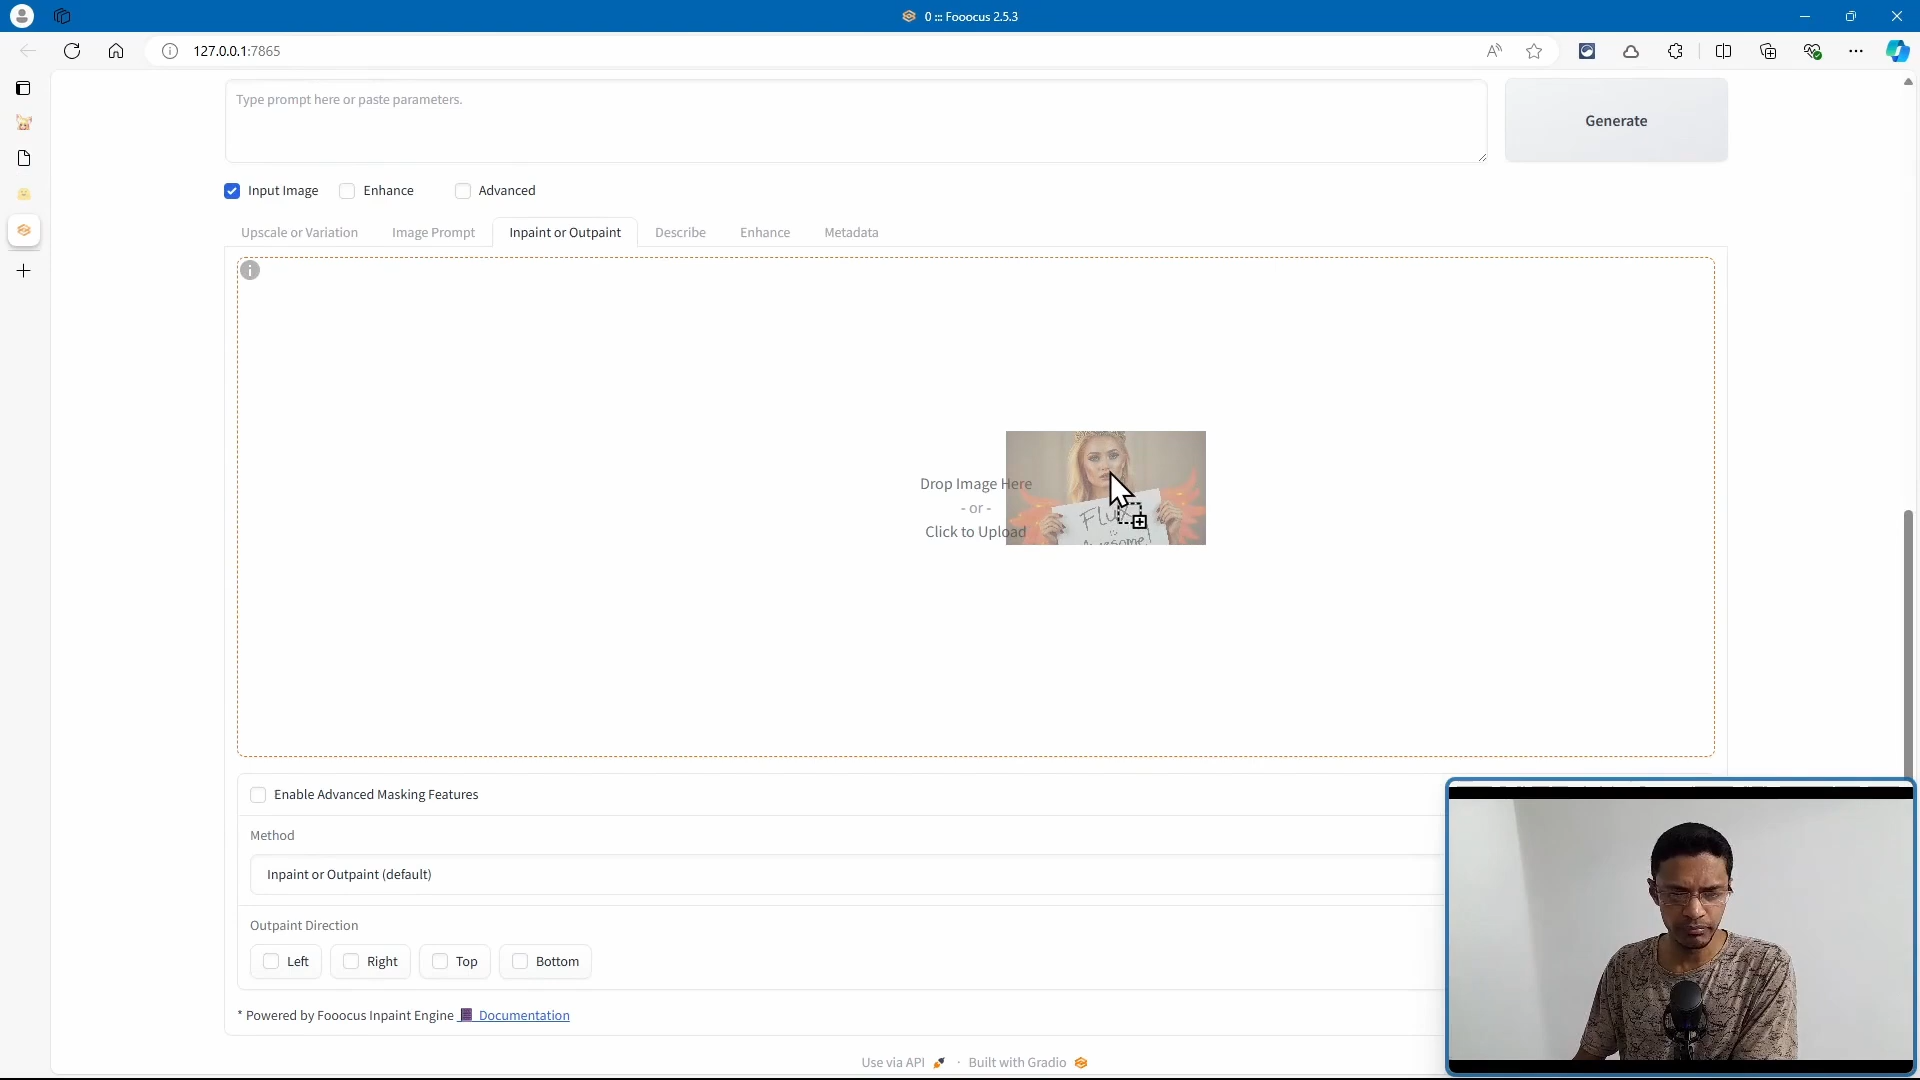 0 ::: Fooocus 2.5.3
127.0.0.1:7865
Type prompt here or paste parameters.
Generate
Input Image
Enhance
Advanced
Upscale or Variation
Image Prompt
Inpaint or Outpaint
Describe
Enhance
Metadata
Drop Image Here
- or -
Click to Upload
Flux
is
Awesome!
Enable Advanced Masking Features
Method
Inpaint or Outpaint (default)
Outpaint Direction
Left
Right
Top
Bottom
* Powered by Fooocus Inpaint Engine Documentation
Use via API · Built with Gradio